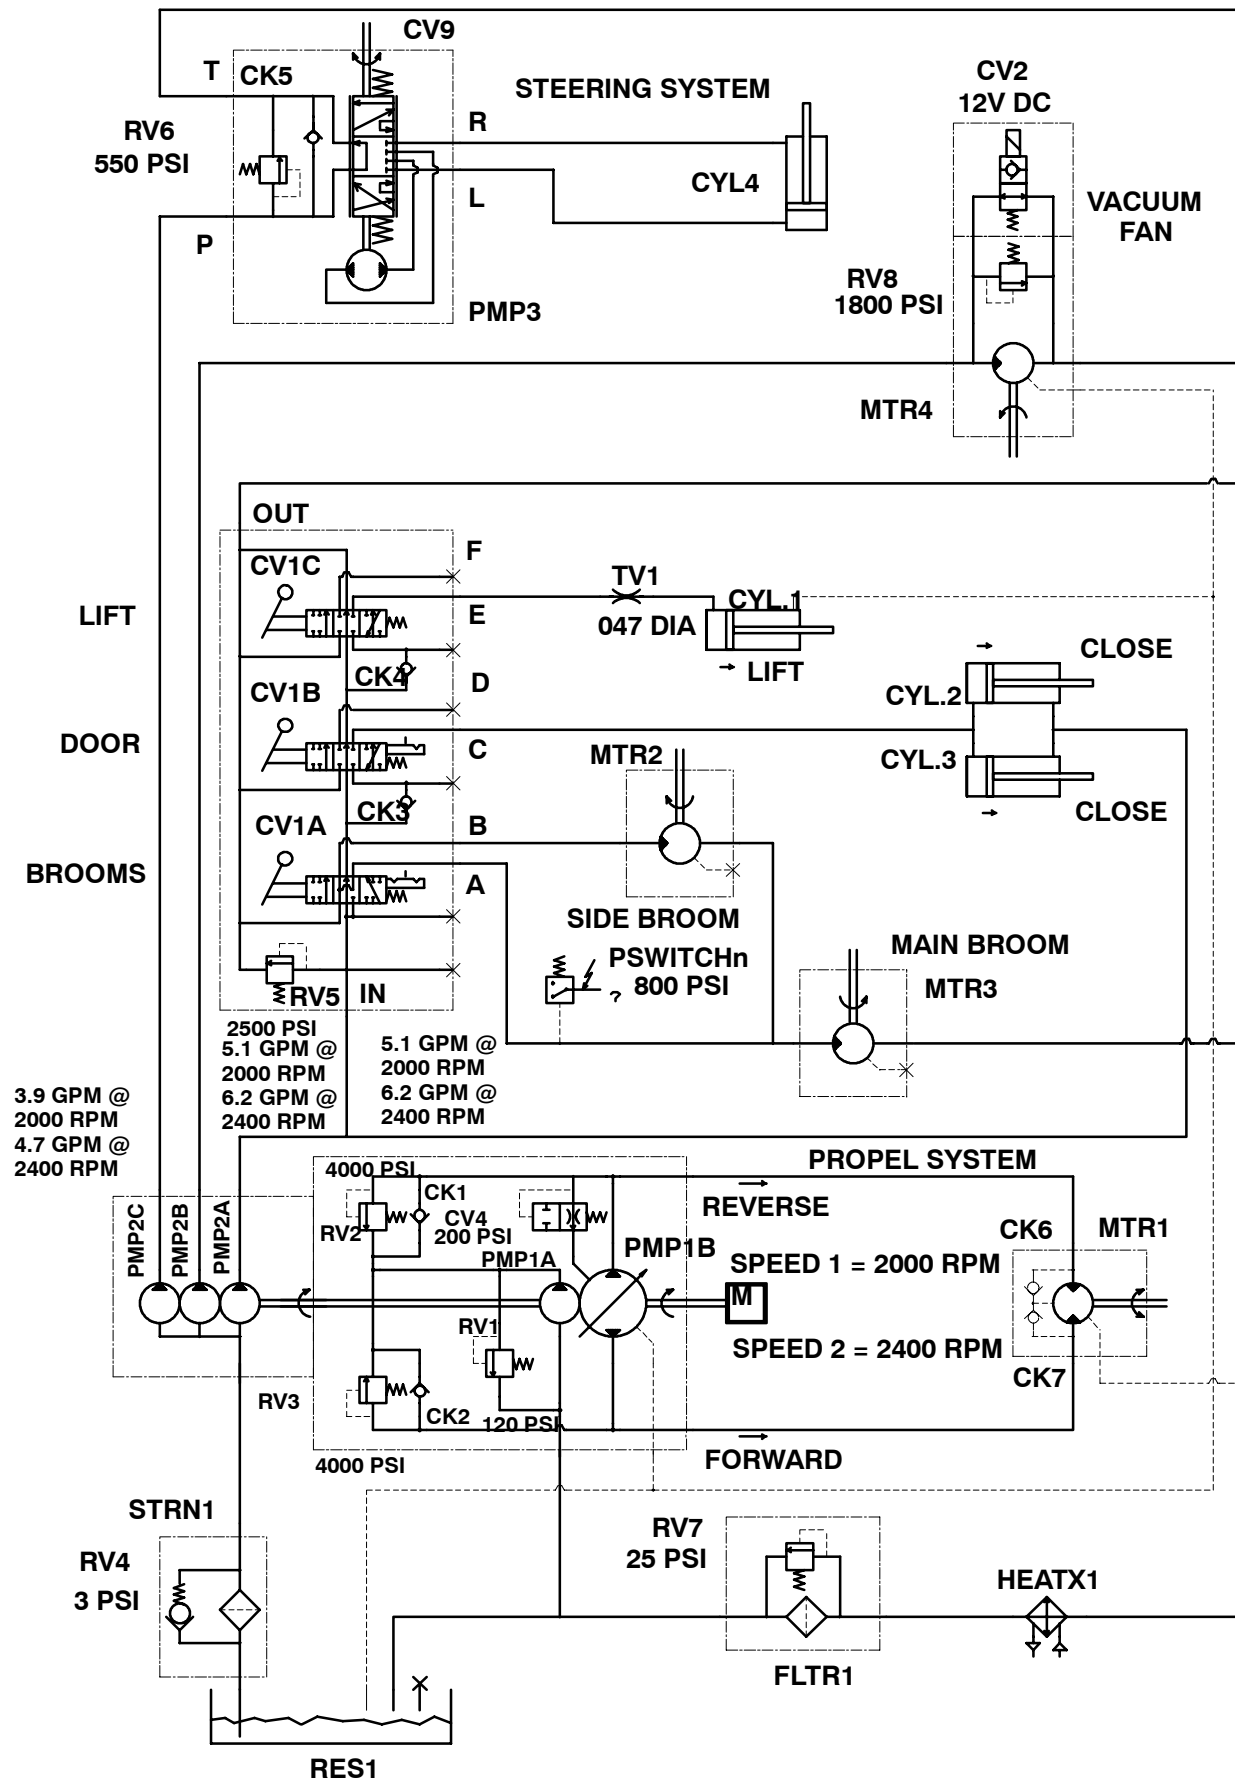 CV9
T
CK5
STEERING SYSTEM
CV2
12V DC
RV6
550 PSI
R
CYL4
L
VACUUM
FAN
P
RV8
1800 PSI
PMP3
MTR4
OUT
F
CV1C
TV1
CYL.1
LIFT
E
047 DIA
CLOSE
CK4
LIFT
D
CV1B
CYL.2
DOOR
C
MTR2
CYL.3
CK3
CLOSE
B
CV1A
BROOMS
A
SIDE BROOM
MAIN BROOM
PSWITCHn
800 PSI
?
MTR3
RV5
IN
2500 PSI
5.1 GPM @
2000 RPM
6.2 GPM @
2400 RPM
5.1 GPM @
2000 RPM
6.2 GPM @
2400 RPM
3.9 GPM @
2000 RPM
4.7 GPM @
2400 RPM
4000 PSI
PROPEL SYSTEM
CK1
REVERSE
PMP2C
PMP2B
PMP2A
RV2
CV4
200 PSI
PMP1A
PMP1B
CK6
MTR1
SPEED 1 = 2000 RPM
M
RV1
SPEED 2 = 2400 RPM
CK7
RV3
CK2
120 PSI
4000 PSI
FORWARD
STRN1
RV4
3 PSI
RV7
25 PSI
HEATX1
FLTR1
RES1